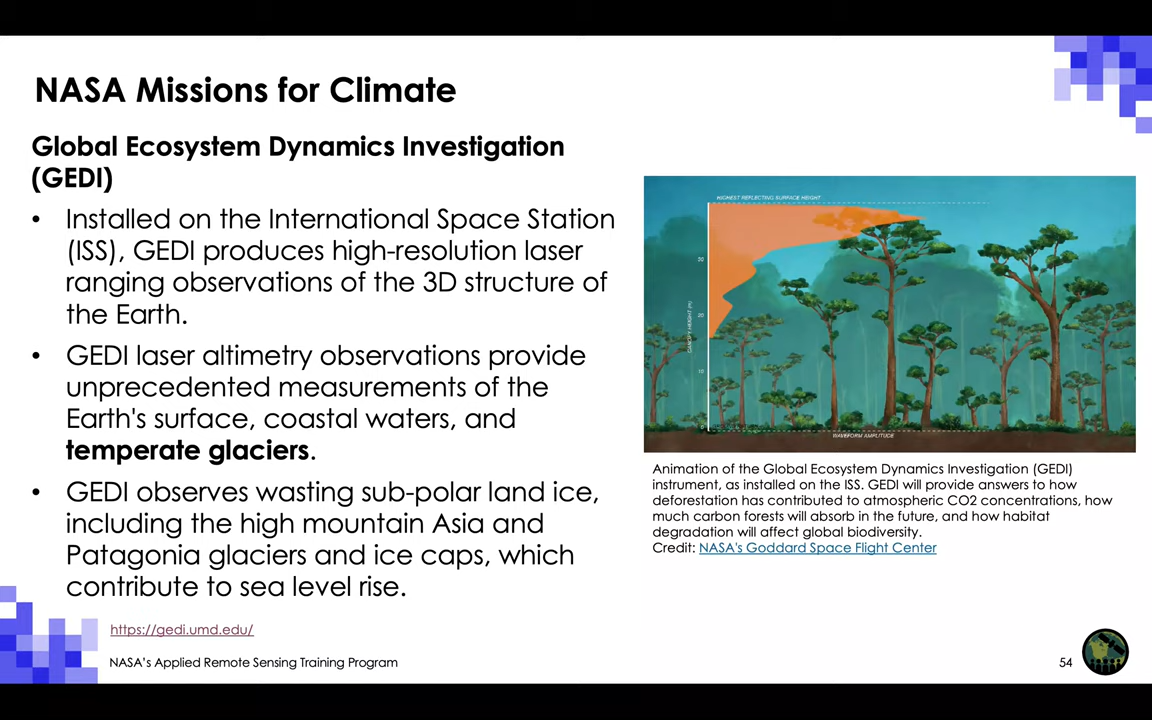 NASA Missions for Climate
Global Ecosystem Dynamics Investigation
(GEDI)
• Installed on the International Space Station
(ISS), GEDI produces high-resolution laser
ranging observations of the 3D structure of
the Earth.
• GEDI laser altimetry observations provide
unprecedented measurements of the
Earth's surface, coastal waters, and
temperate glaciers.
• GEDI observes wasting sub-polar land ice,
including the high mountain Asia and
Patagonia glaciers and ice caps, which
contribute to sea level rise.
https://gedi.umd.edu/
HIGHEST REFLECTING SURFACE HEIGHT
30
20
10
0
CANOPY HEIGHT (M)
WAVEFORM AMPLITUDE
Animation of the Global Ecosystem Dynamics Investigation (GEDI)
instrument, as installed on the ISS. GEDI will provide answers to how
deforestation has contributed to atmospheric CO2 concentrations, how
much carbon forests will absorb in the future, and how habitat
degradation will affect global biodiversity.
Credit: NASA's Goddard Space Flight Center
NASA's Applied Remote Sensing Training Program
54